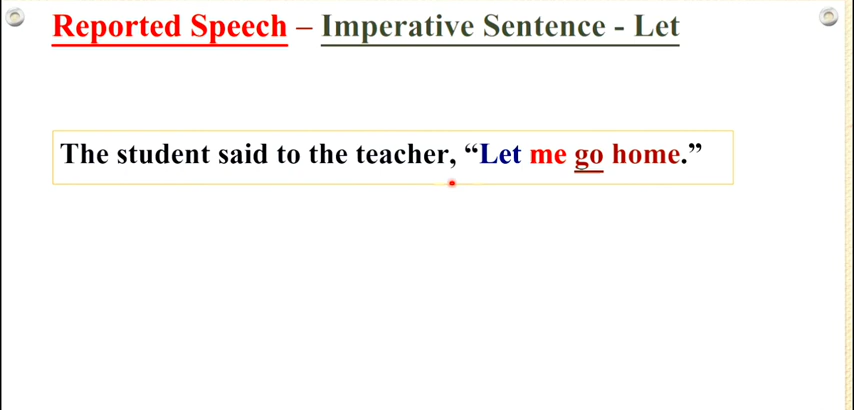 Reported Speech – Imperative Sentence - Let
The student said to the teacher, “Let me go home.”